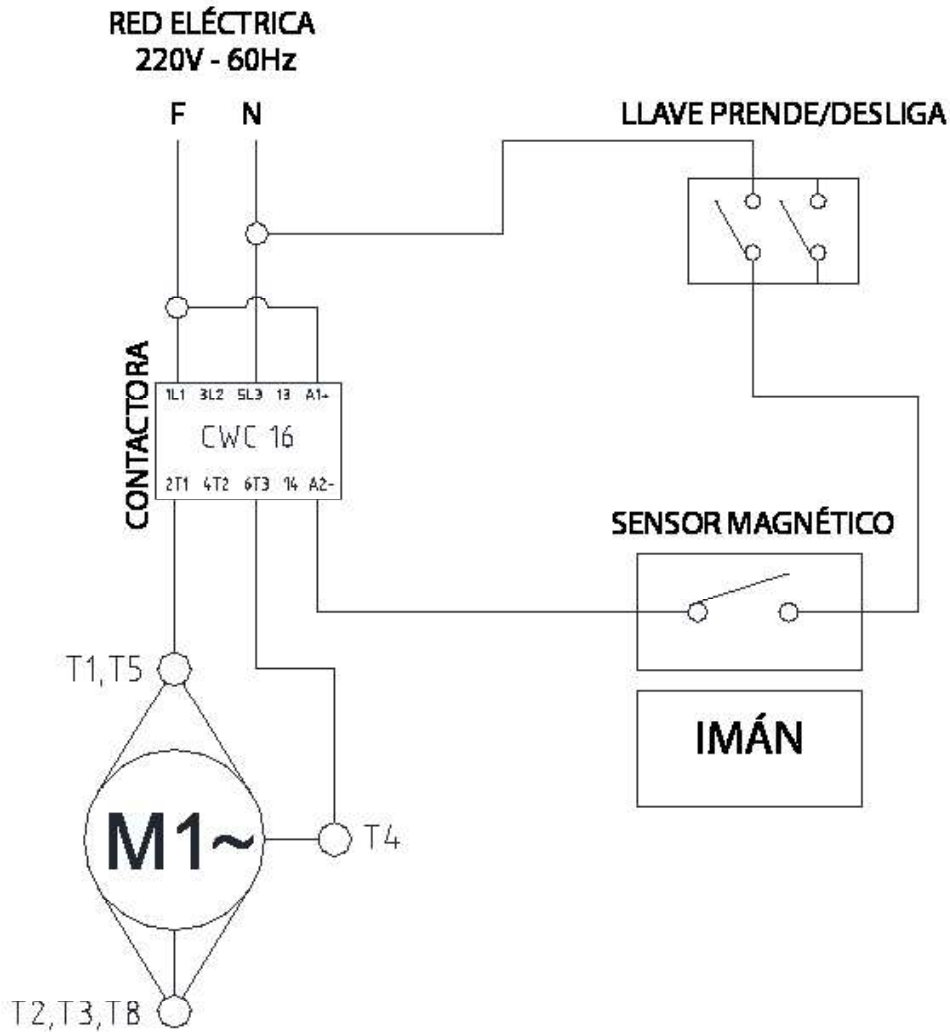 RED ELÉCTRICA
220V - 60Hz
F N
LLAVE PRENDE/DESLIGA
CONTACTORA
1L1 3L2 5L3 13 A1+
CWC 16
2T1 4T2 6T3 14 A2-
SENSOR MAGNÉTICO
IMÁN
T1,T5
M1~
T4
T2,T3,T8